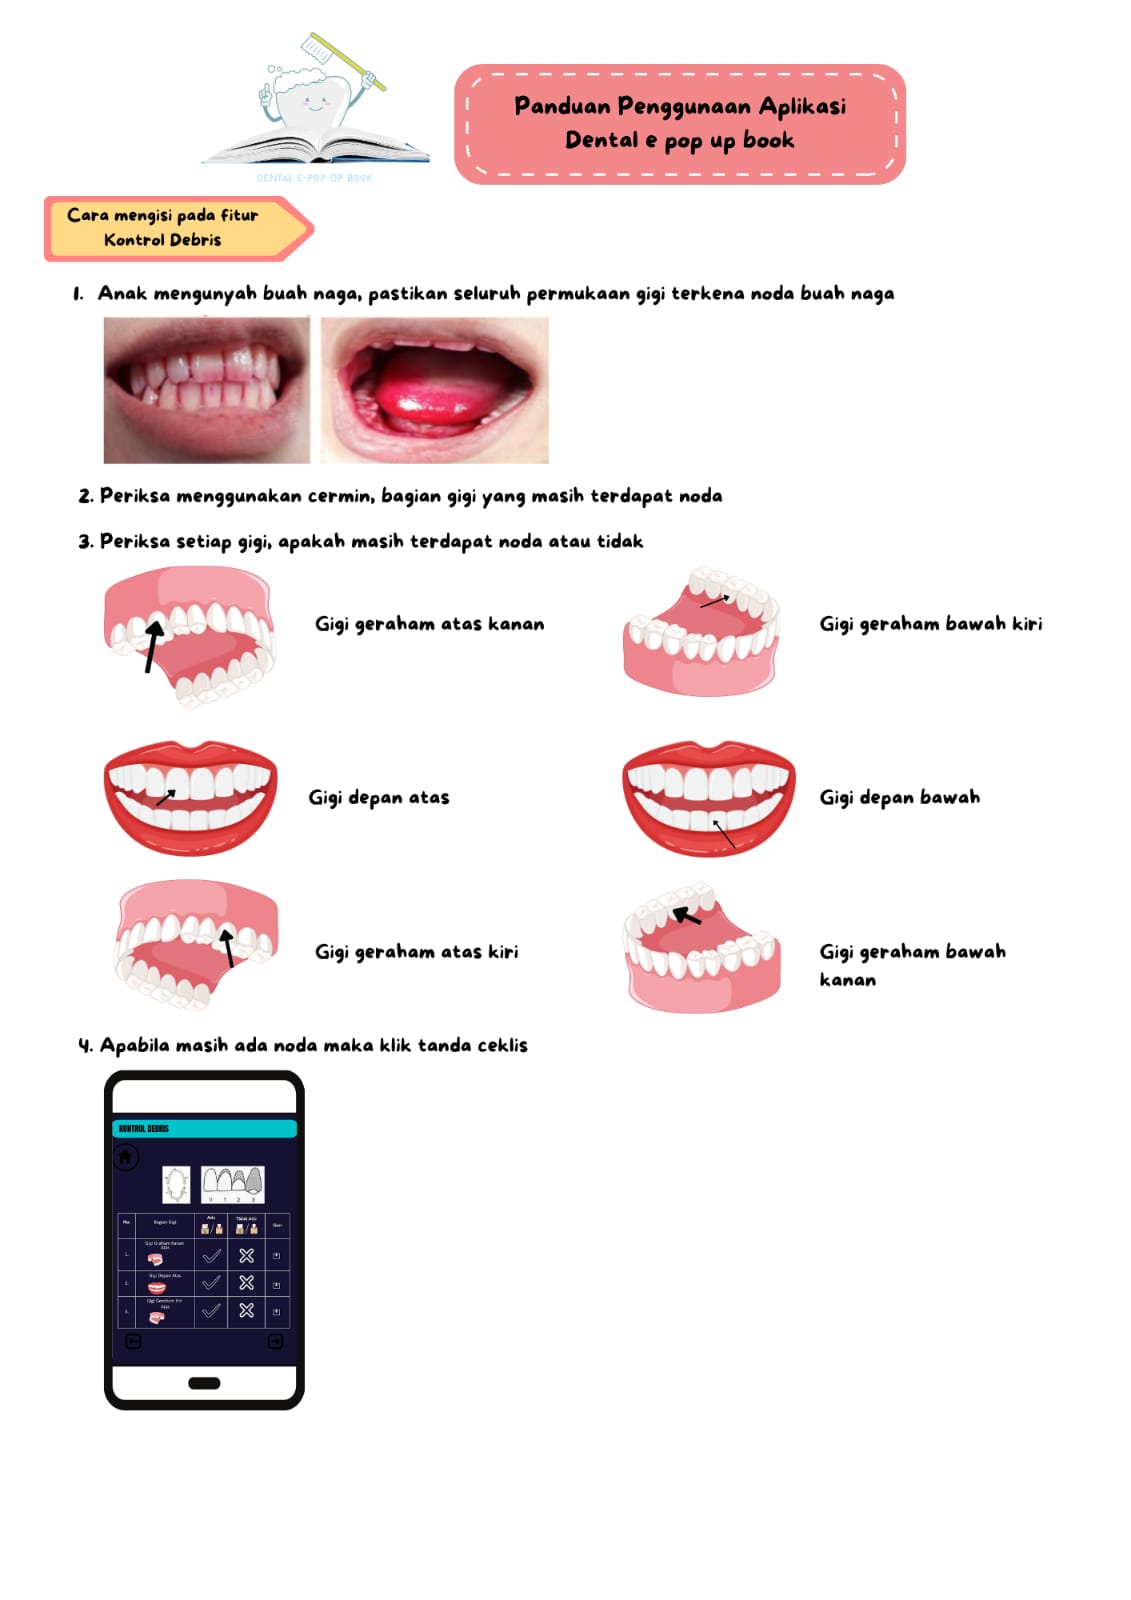 DENTAL E-POP UP BOOK
Panduan Penggunaan Aplikasi
Dental e pop up book
Cara mengisi pada fitur
Kontrol Debris
1. Anak mengunyah buah naga, pastikan seluruh permukaan gigi terkena noda buah naga
2. Periksa menggunakan cermin, bagian gigi yang masih terdapat noda
3. Periksa setiap gigi, apakah masih terdapat noda atau tidak
Gigi geraham atas kanan
Gigi geraham bawah kiri
Gigi depan atas
Gigi depan bawah
Gigi geraham atas kiri
Gigi geraham bawah
kanan
4. Apabila masih ada noda maka klik tanda ceklis
KONTROL DEBRIS
0 1 2 3
No. Bagian Gigi Ada Tidak Ada Skor
1. Gigi Graham Kanan
Atas
2. Gigi Depan Atas
3. Gigi Geraham Kiri
Atas